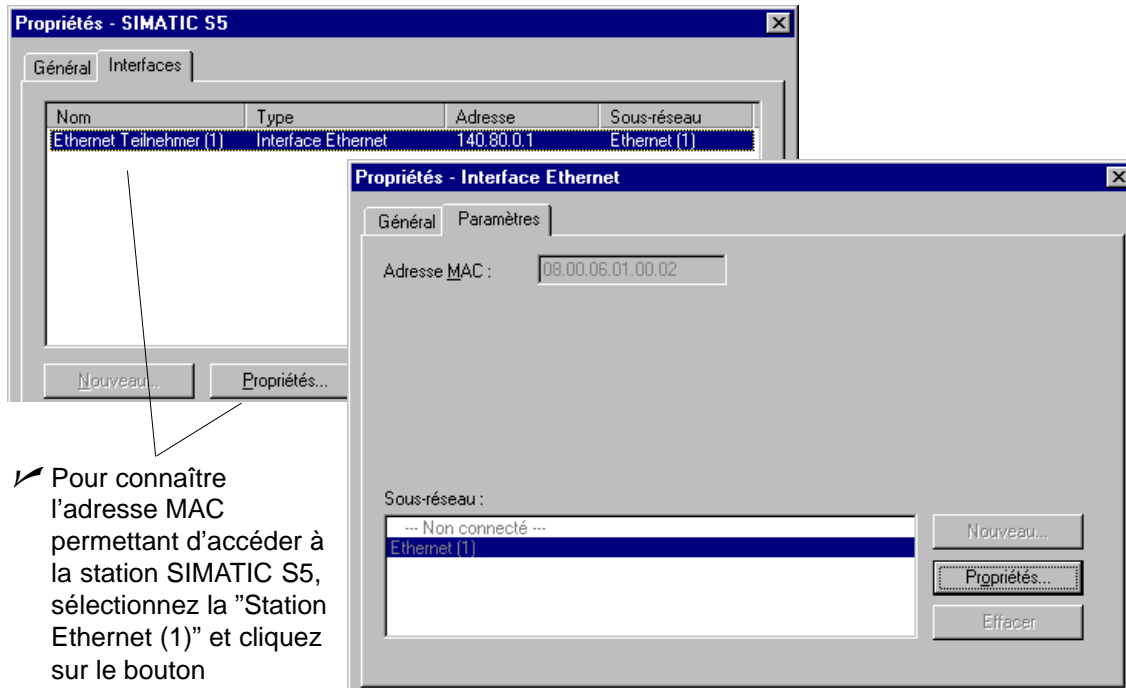 Propriétés - SIMATIC S5
Général Interfaces
Nom Type Adresse Sous-réseau
Ethernet Teilnehmer (1) Interface Ethernet 140.80.0.1 Ethernet (1)
Nouveau... Propriétés...
Propriétés - Interface Ethernet
Général Paramètres
Adresse MAC : 08.00.06.01.00.02
Sous-réseau :
--- Non connecté ---
Ethernet (1)
Nouveau...
Propriétés...
Effacer
Pour connaître
l’adresse MAC
permettant d’accéder à
la station SIMATIC S5,
sélectionnez la ”Station
Ethernet (1)” et cliquez
sur le bouton